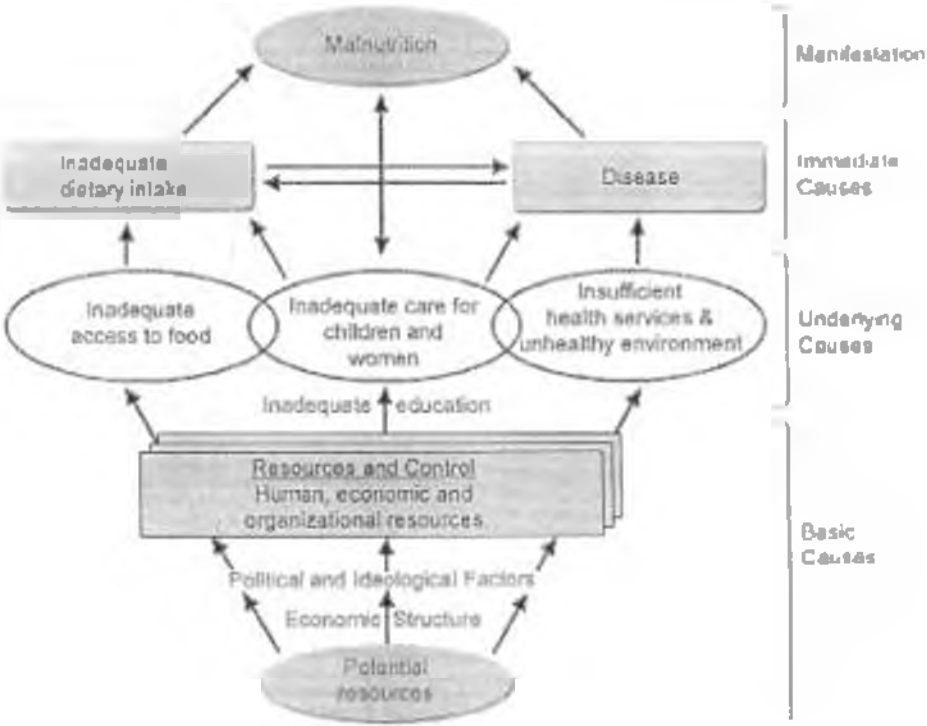 Malnutrition
Manifestation
Inadequate
dietary intake
Disease
Immediate
Causes
Inadequate
access to food
Inadequate care for
children and
women
Insufficient
health services &
unhealthy environment
Underlying
Causes
Inadequate education
Resources and Control
Human, economic and
organizational resources
Basic
Causes
Political and Ideological Factors
Economic Structure
Potential
resources